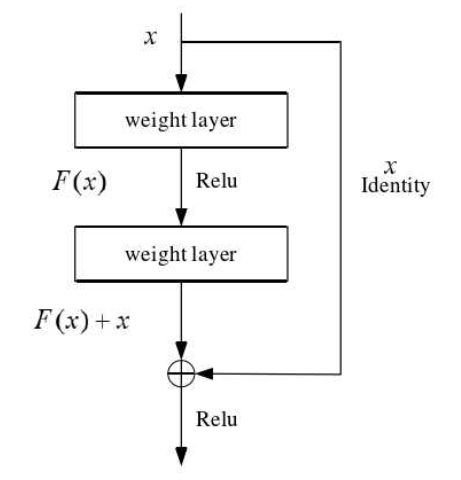 x
weight layer
F(x)
Relu
x
Identity
weight layer
F(x) + x
Relu